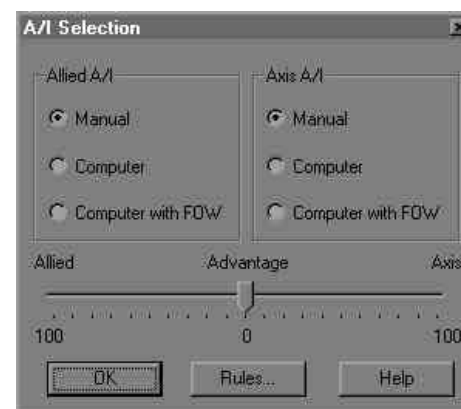 A/I Selection
Allied A/I
Manual
Computer
Computer with FOW
Axis A/I
Manual
Computer
Computer with FOW
Allied Advantage Axis
100 0 100
OK Rules... Help